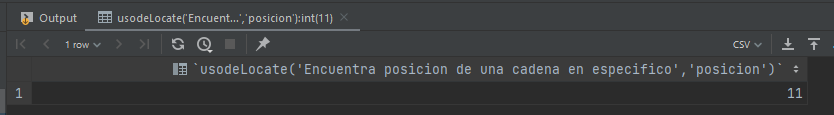 Output usodeLocate('Encuent...','posicion'):int(11)
1 row CSV
`usodeLocate('Encuentra posicion de una cadena en especifico','posicion')`
1 11